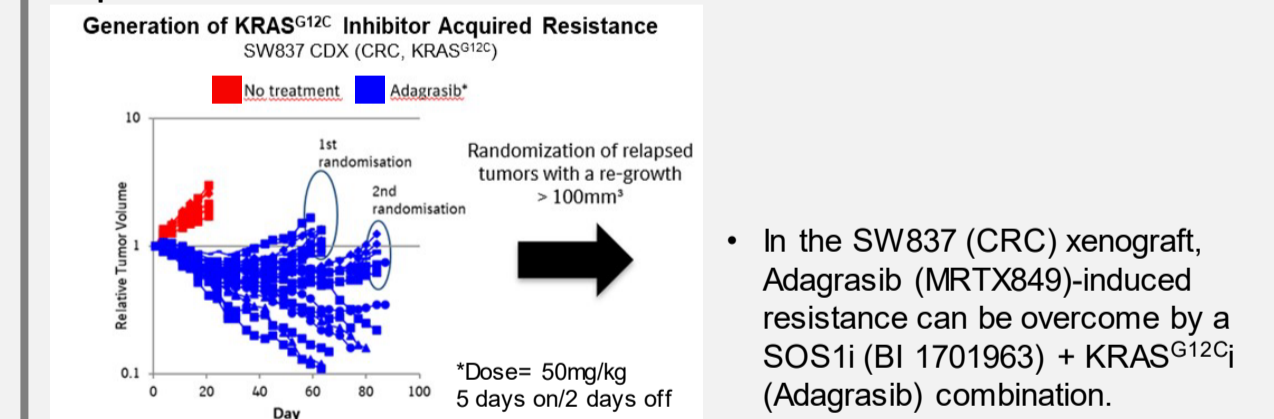 Generation of KRASG12C Inhibitor Acquired Resistance
SW837 CDX (CRC, KRASG12C)
No treatment
Adagrasib*
10
1
0.1
Relative Tumor Volume
1st
randomisation
2nd
randomisation
0 20 40 60 80 100
Day
Randomization of relapsed
tumors with a re-growth
> 100mm³
*Dose= 50mg/kg
5 days on/2 days off
• In the SW837 (CRC) xenograft,
Adagrasib (MRTX849)-induced
resistance can be overcome by a
SOS1i (BI 1701963) + KRASG12Ci
(Adagrasib) combination.